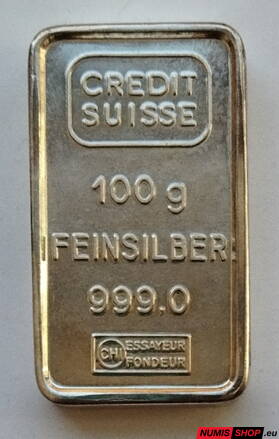 CREDIT
SUISSE
100 g
FEINSILBER
999.0
CHI ESSAYEUR
FONDEUR
NUMIS SHOP.eu